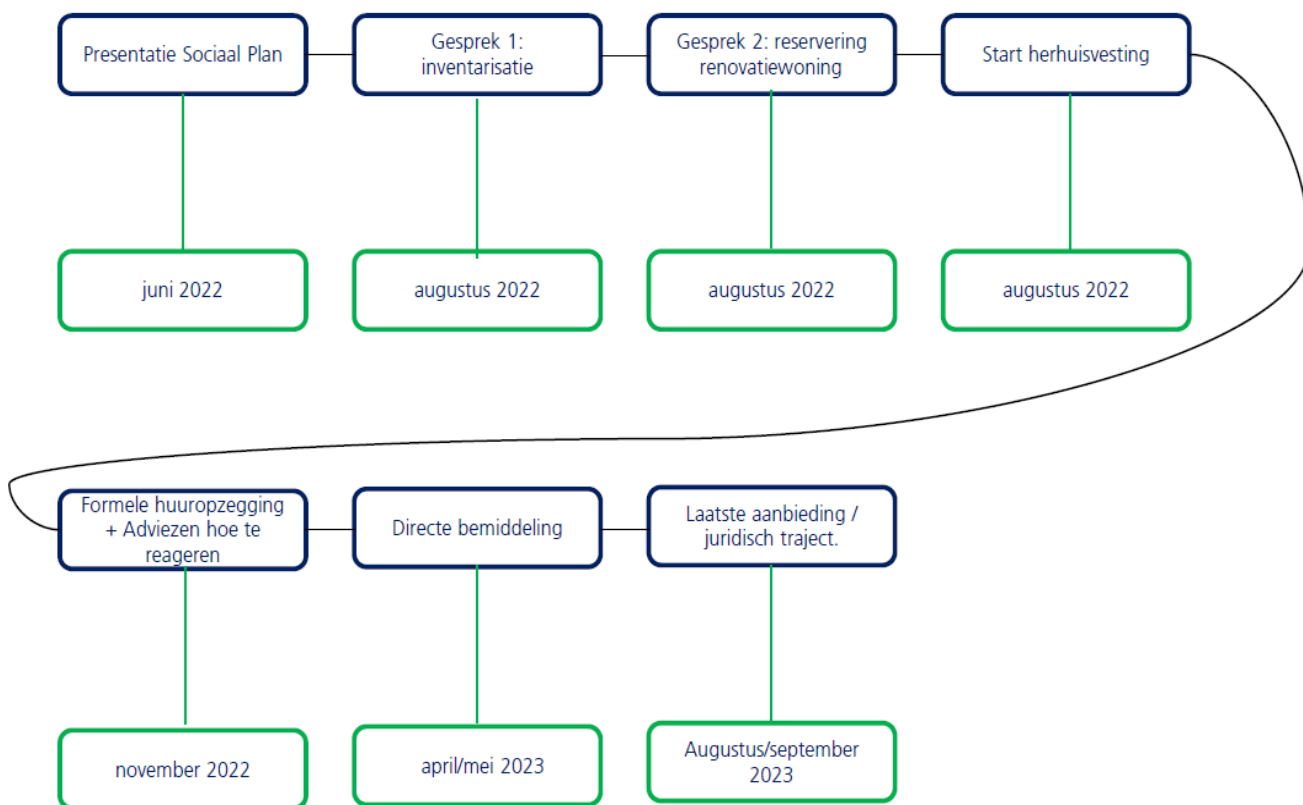 Presentatie Sociaal Plan
Gesprek 1:
inventarisatie
Gesprek 2: reservering
renovatiewoning
Start herhuisvesting
juni 2022
augustus 2022
augustus 2022
augustus 2022
Formele huuropzegging
+ Adviezen hoe te
reageren
Directe bemiddeling
Laatste aanbieding /
juridisch traject.
november 2022
april/mei 2023
Augustus/september
2023